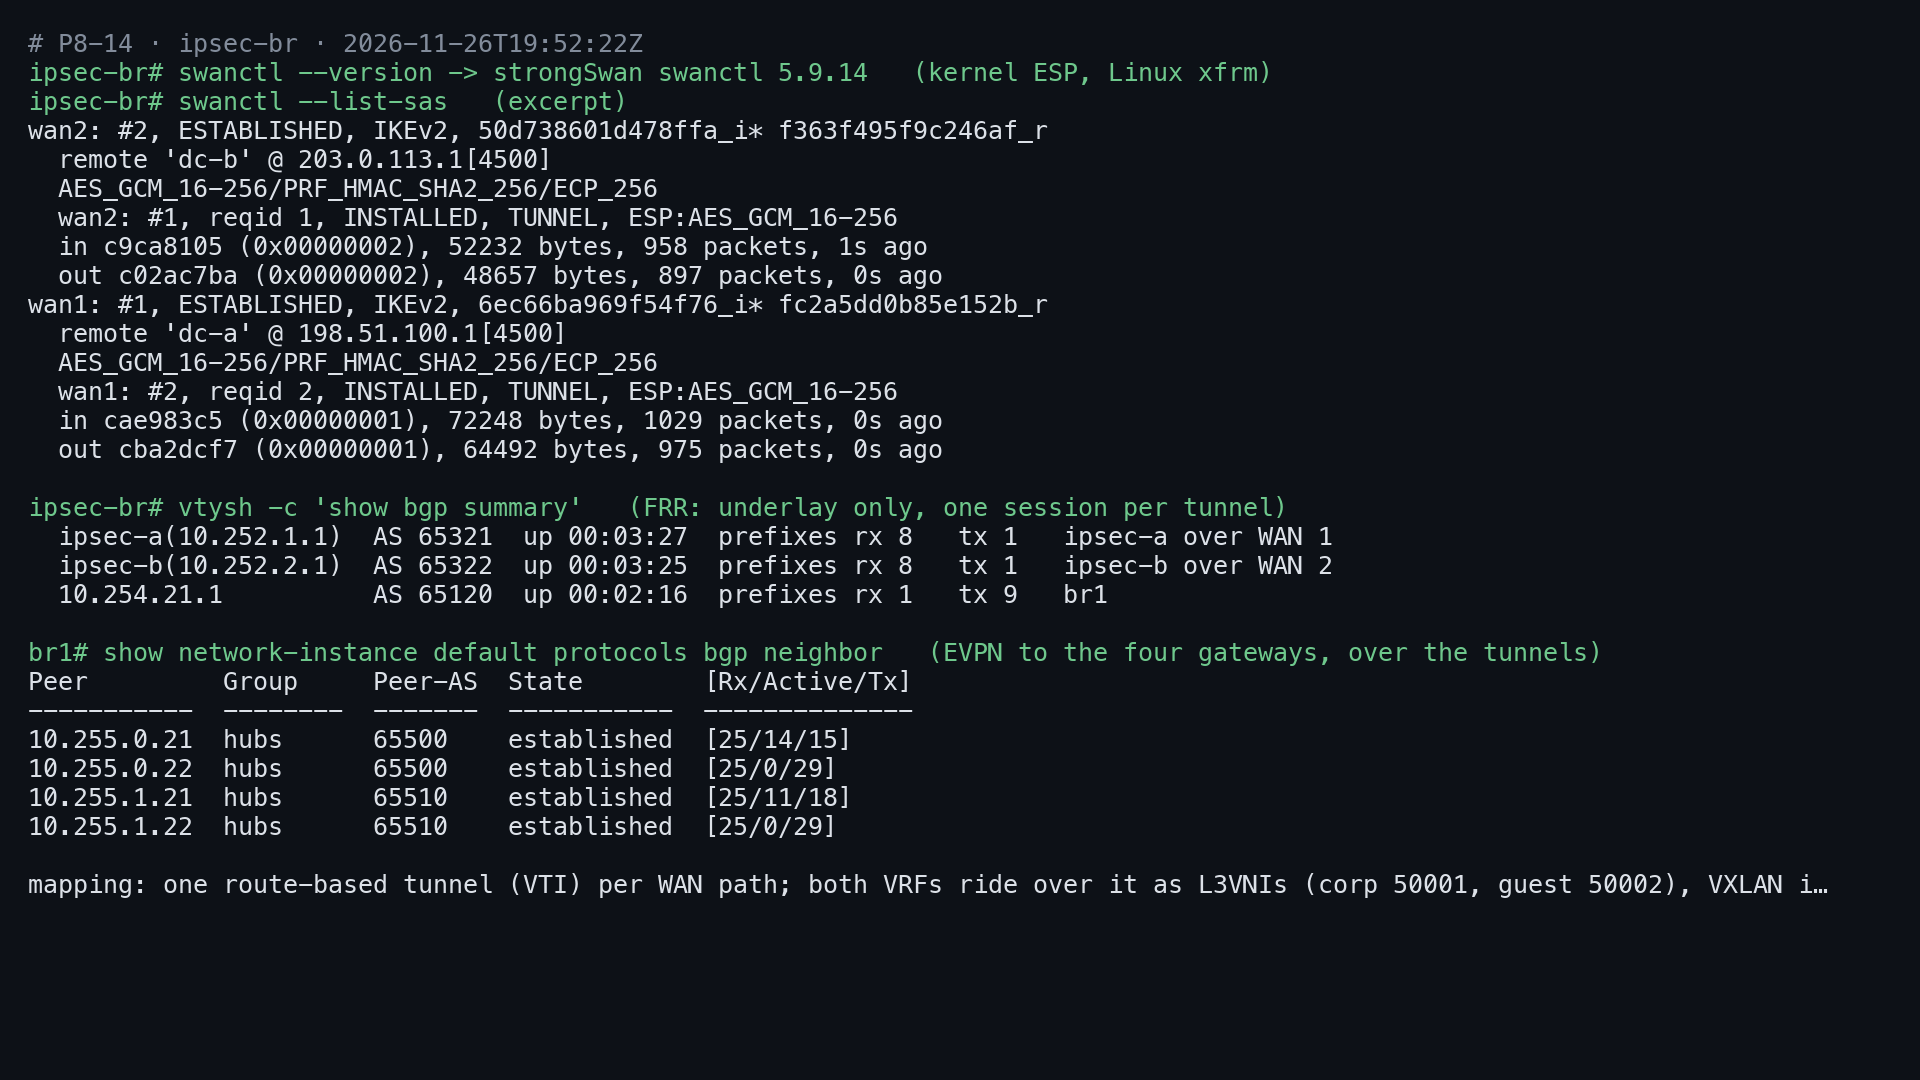 # P8-14 · ipsec-br · 2026-11-26T19:52:22Z
ipsec-br# swanctl --version -> strongSwan swanctl 5.9.14   (kernel ESP, Linux xfrm)
ipsec-br# swanctl --list-sas   (excerpt)
wan2: #2, ESTABLISHED, IKEv2, 50d738601d478ffa_i* f363f495f9c246af_r
  remote 'dc-b' @ 203.0.113.1[4500]
  AES_GCM_16-256/PRF_HMAC_SHA2_256/ECP_256
  wan2: #1, reqid 1, INSTALLED, TUNNEL, ESP:AES_GCM_16-256
  in c9ca8105 (0x00000002), 52232 bytes, 958 packets, 1s ago
  out c02ac7ba (0x00000002), 48657 bytes, 897 packets, 0s ago
wan1: #1, ESTABLISHED, IKEv2, 6ec66ba969f54f76_i* fc2a5dd0b85e152b_r
  remote 'dc-a' @ 198.51.100.1[4500]
  AES_GCM_16-256/PRF_HMAC_SHA2_256/ECP_256
  wan1: #2, reqid 2, INSTALLED, TUNNEL, ESP:AES_GCM_16-256
  in cae983c5 (0x00000001), 72248 bytes, 1029 packets, 0s ago
  out cba2dcf7 (0x00000001), 64492 bytes, 975 packets, 0s ago

ipsec-br# vtysh -c 'show bgp summary'   (FRR: underlay only, one session per tunnel)
  ipsec-a(10.252.1.1)  AS 65321  up 00:03:27  prefixes rx 8   tx 1   ipsec-a over WAN 1
  ipsec-b(10.252.2.1)  AS 65322  up 00:03:25  prefixes rx 8   tx 1   ipsec-b over WAN 2
  10.254.21.1          AS 65120  up 00:02:16  prefixes rx 1   tx 9   br1

br1# show network-instance default protocols bgp neighbor   (EVPN to the four gateways, over the tunnels)
Peer         Group     Peer-AS  State        [Rx/Active/Tx]
-----------  --------  -------  -----------  --------------
10.255.0.21  hubs      65500    established  [25/14/15]
10.255.0.22  hubs      65500    established  [25/0/29]
10.255.1.21  hubs      65510    established  [25/11/18]
10.255.1.22  hubs      65510    established  [25/0/29]

mapping: one route-based tunnel (VTI) per WAN path; both VRFs ride over it as L3VNIs (corp 50001, guest 50002), VXLAN i…